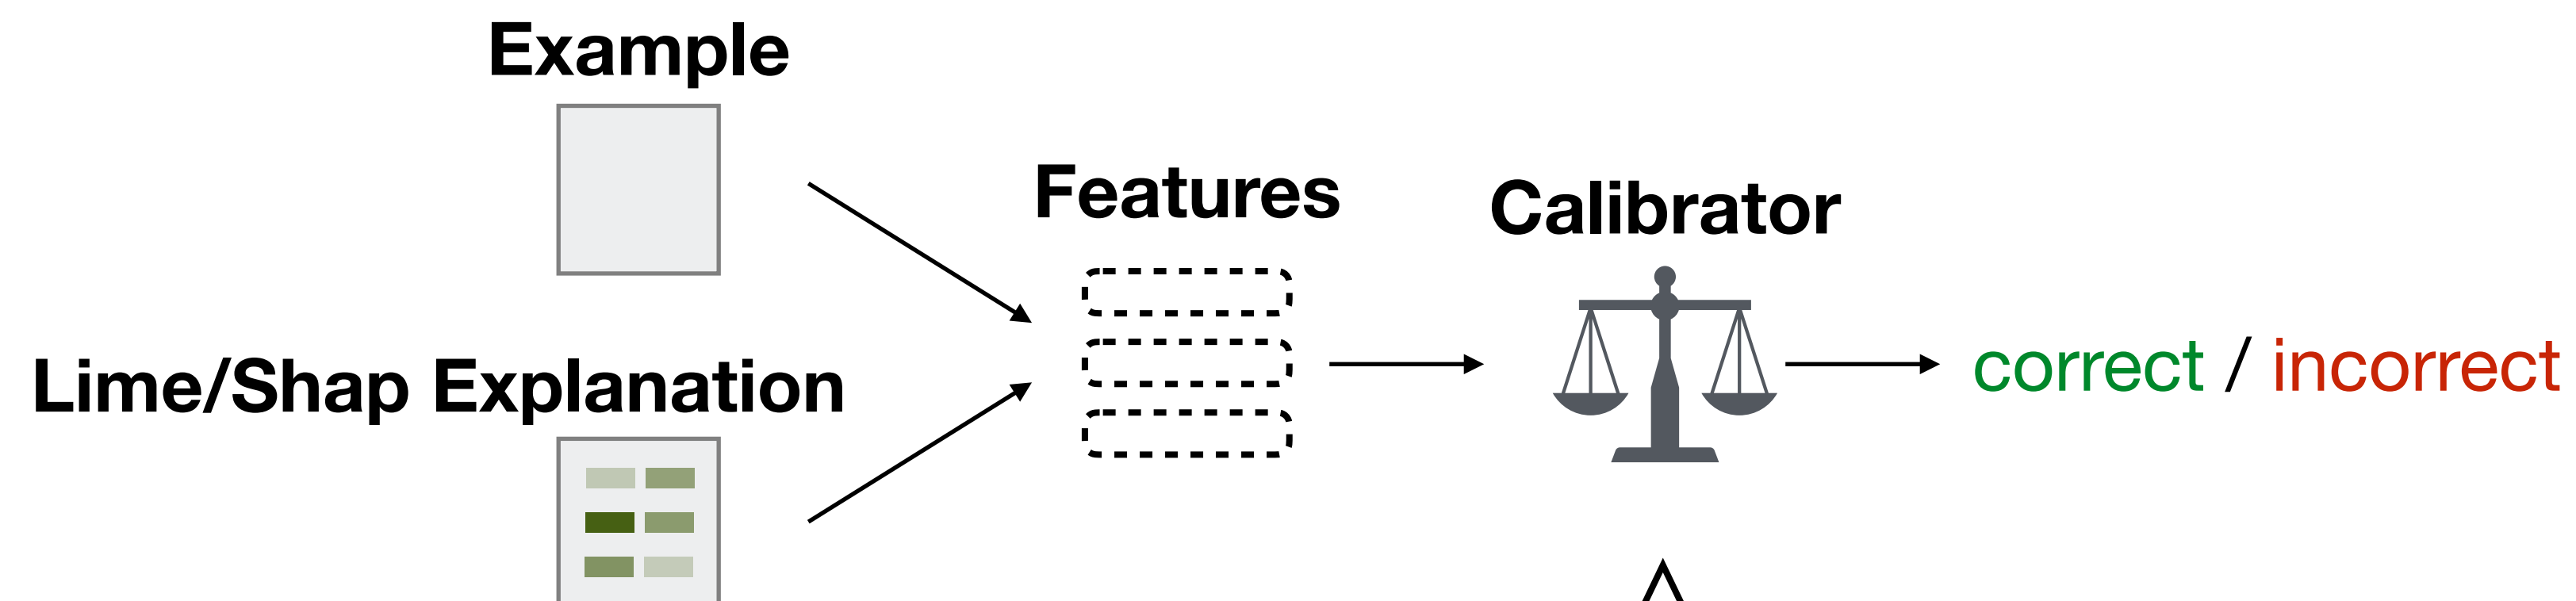 Example
Features
Calibrator
Lime/Shap Explanation
correct / incorrect